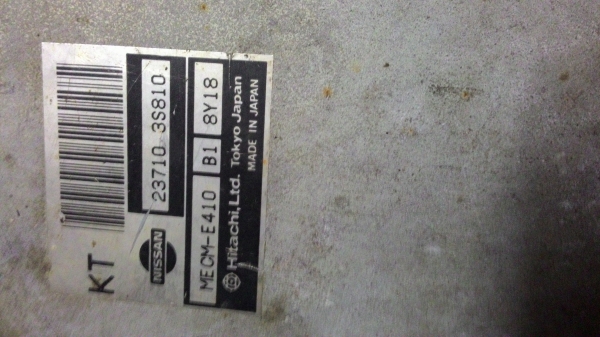 KT
NISSAN
23710 3S810.
MECM-E410 B1 8Y18
Hitachi,Ltd. Tokyo Japan
MADE IN JAPAN